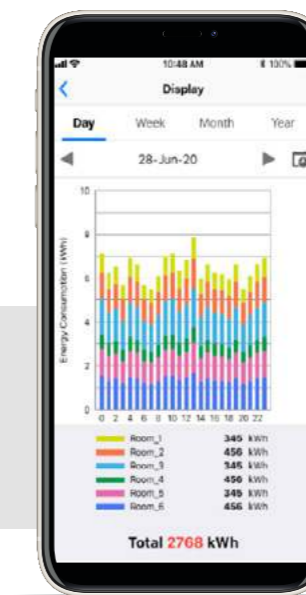 10:48 AM 100%
Display
Day Week Month Year
28-Jun-20
Energy Consumption (kWh)
10
8
6
4
2
0
0 2 4 6 8 10 12 14 16 18 20 22
Room_1 345 kWh
Room_2 456 kWh
Room_3 345 kWh
Room_4 456 kWh
Room_5 345 kWh
Room_6 456 kWh
Total 2768 kWh